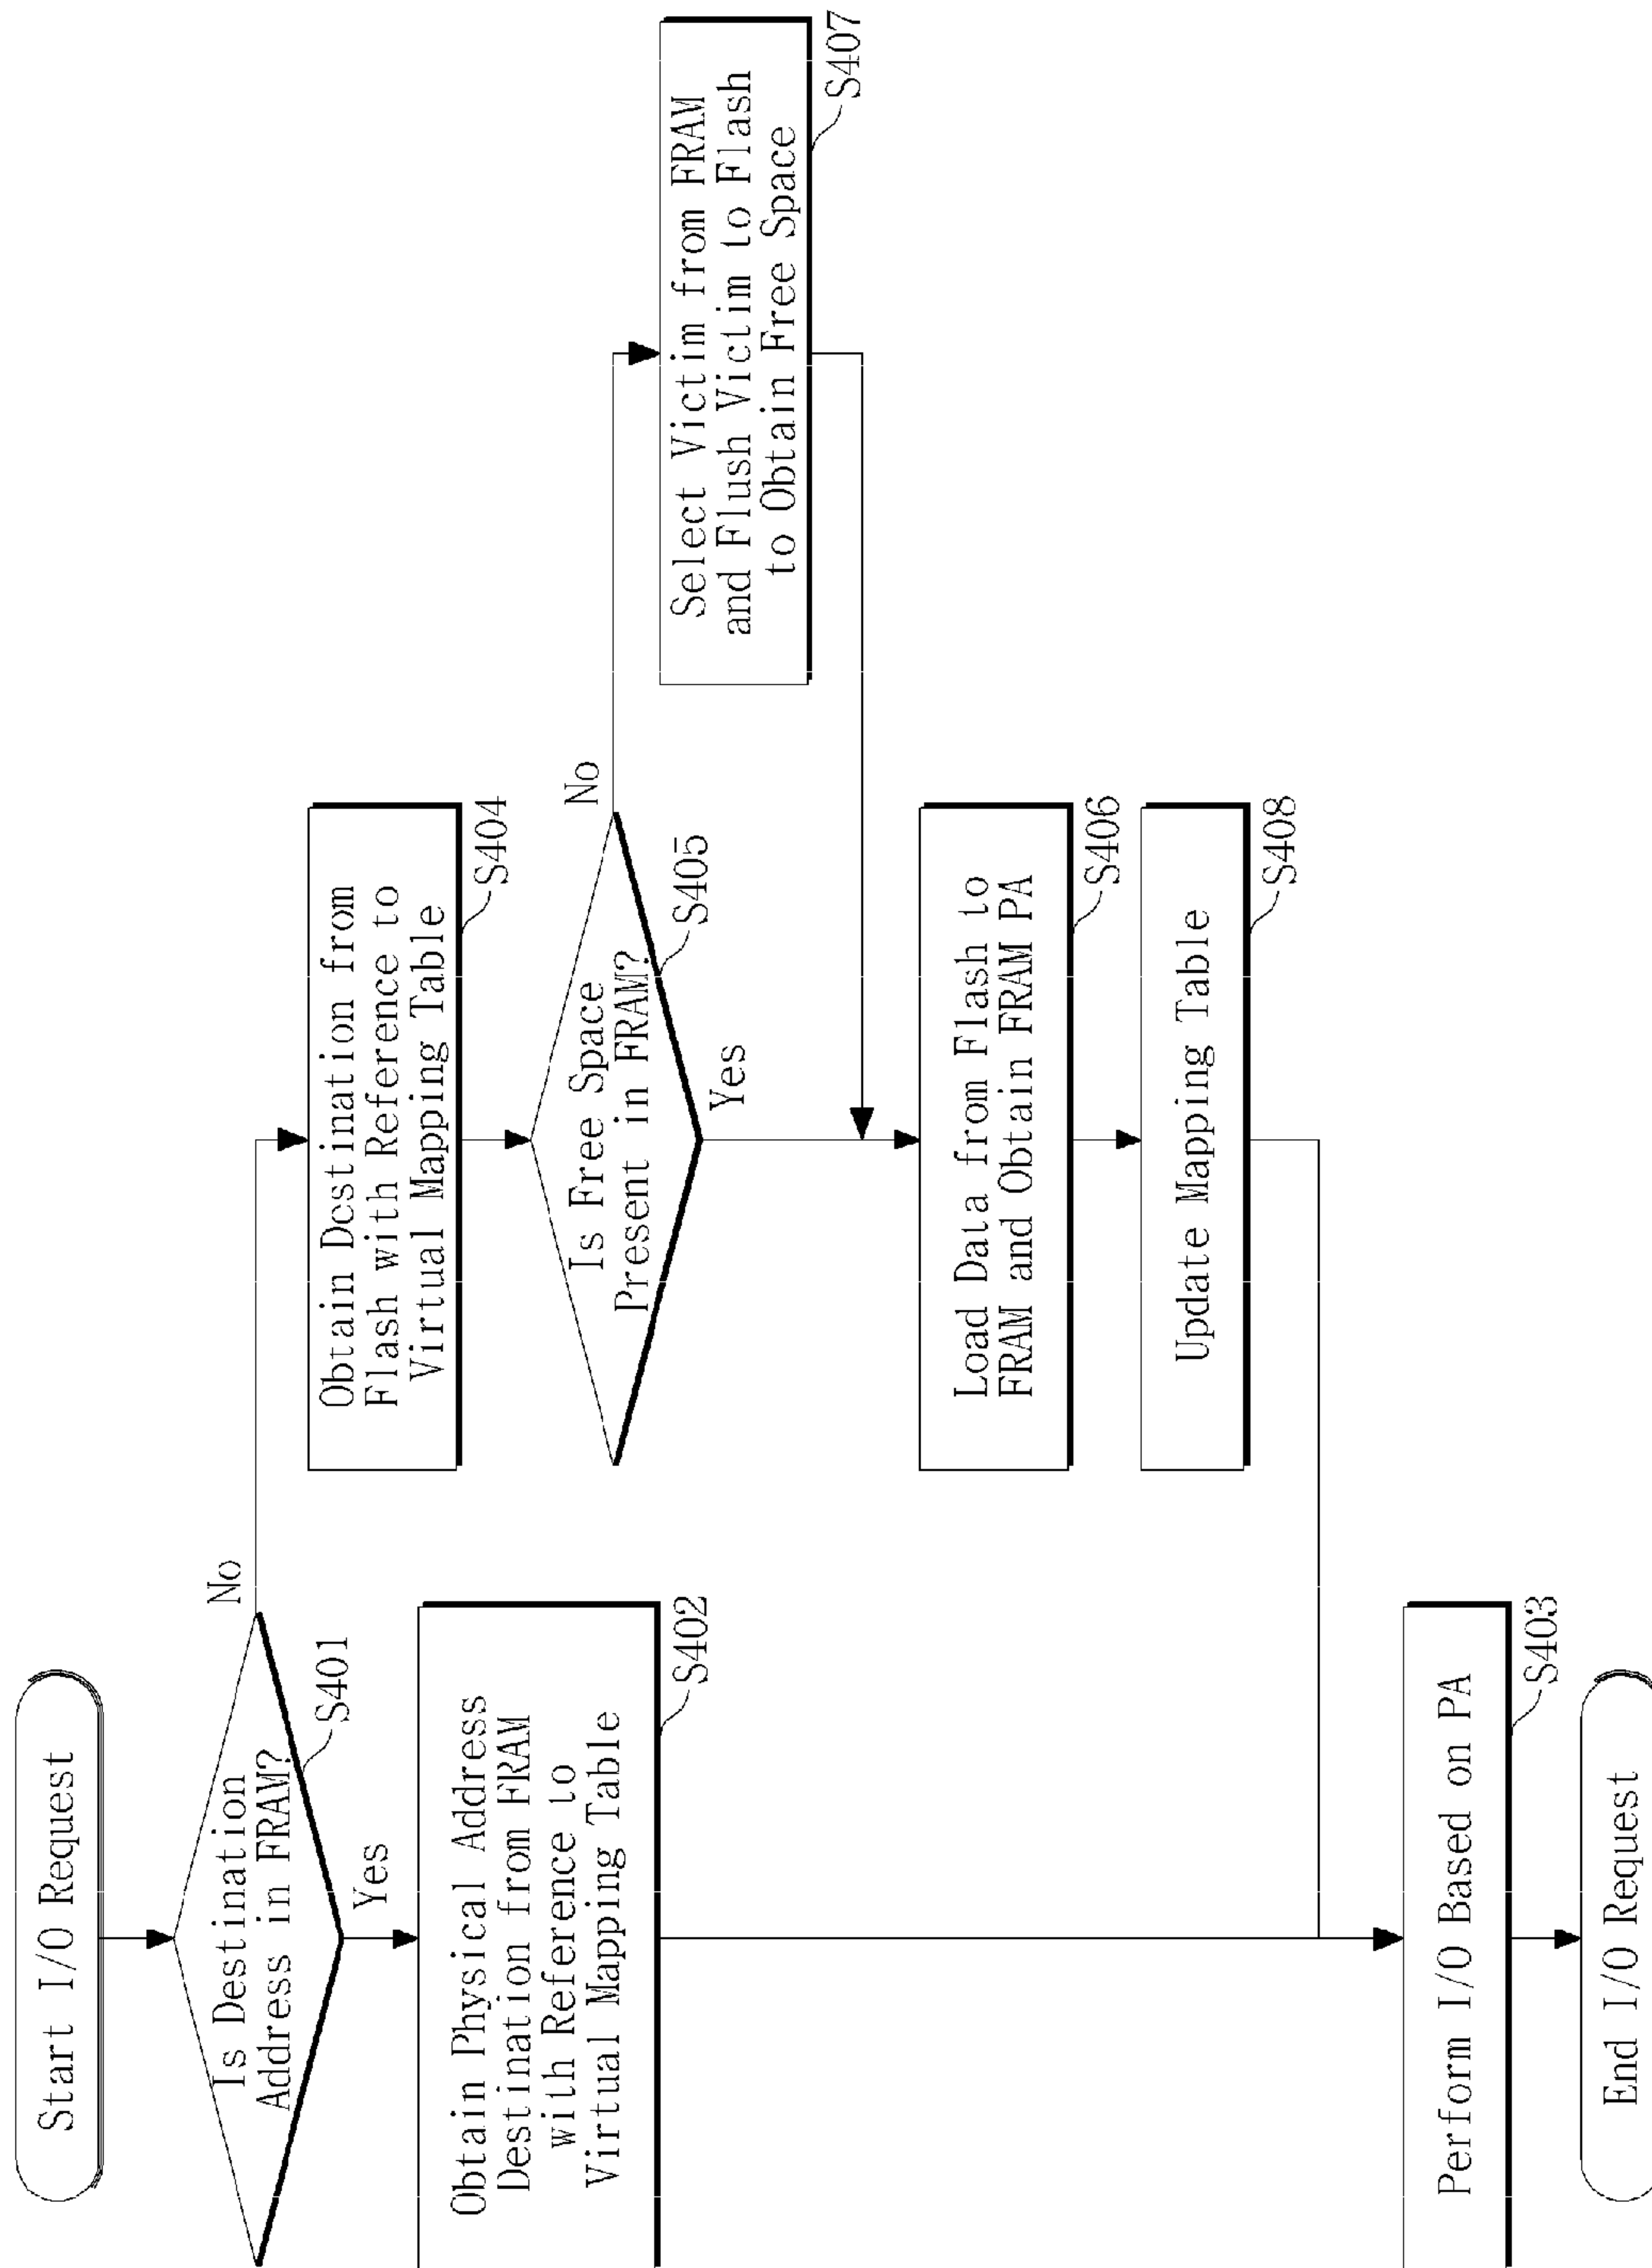 Start I/O Request
Is Destination
Address in FRAM?
S401
No
Yes
Obtain Physical Address
Destination from FRAM
with Reference to
Virtual Mapping Table
S402
Obtain Destination from
Flash with Reference to
Virtual Mapping Table
S404
Is Free Space
Present in FRAM?
S405
No
Yes
Select Victim from FRAM
and Flush Victim to Flash
to Obtain Free Space
S407
Load Data from Flash to
FRAM and Obtain FRAM PA
S406
Update Mapping Table
S408
Perform I/O Based on PA
S403
End I/O Request